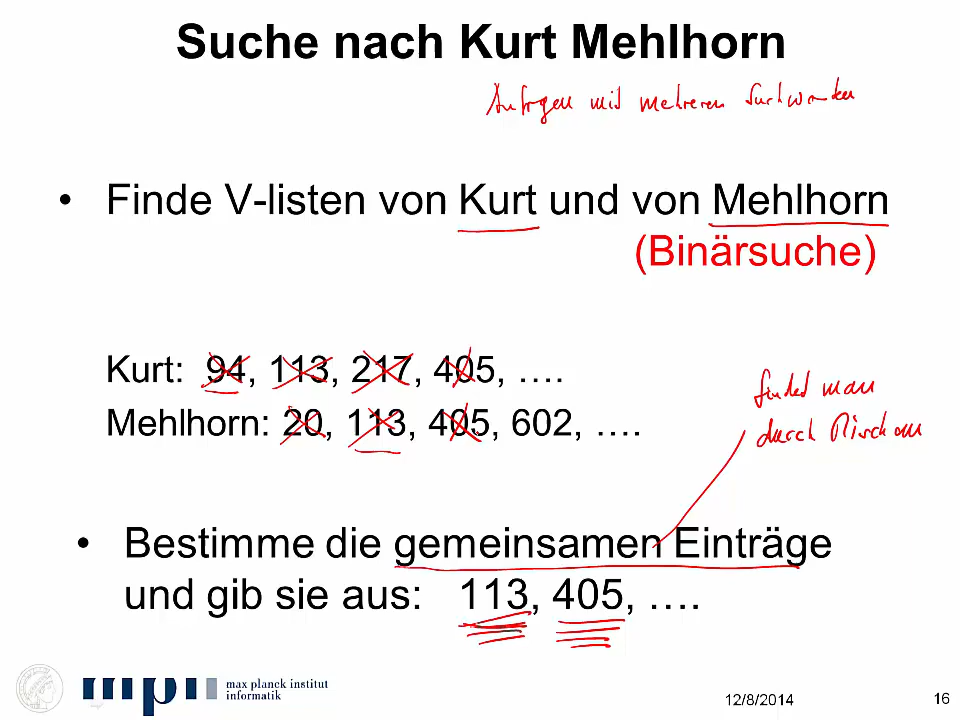 Suche nach Kurt Mehlhorn
Anfragen mit mehreren Suchworten
• Finde V-listen von Kurt und von Mehlhorn
(Binärsuche)
Kurt: 94, 113, 217, 405, ….
Mehlhorn: 20, 113, 405, 602, ….
findet man
durch Mischen
• Bestimme die gemeinsamen Einträge
und gib sie aus: 113, 405, ….
max planck institut
informatik
12/8/2014
16